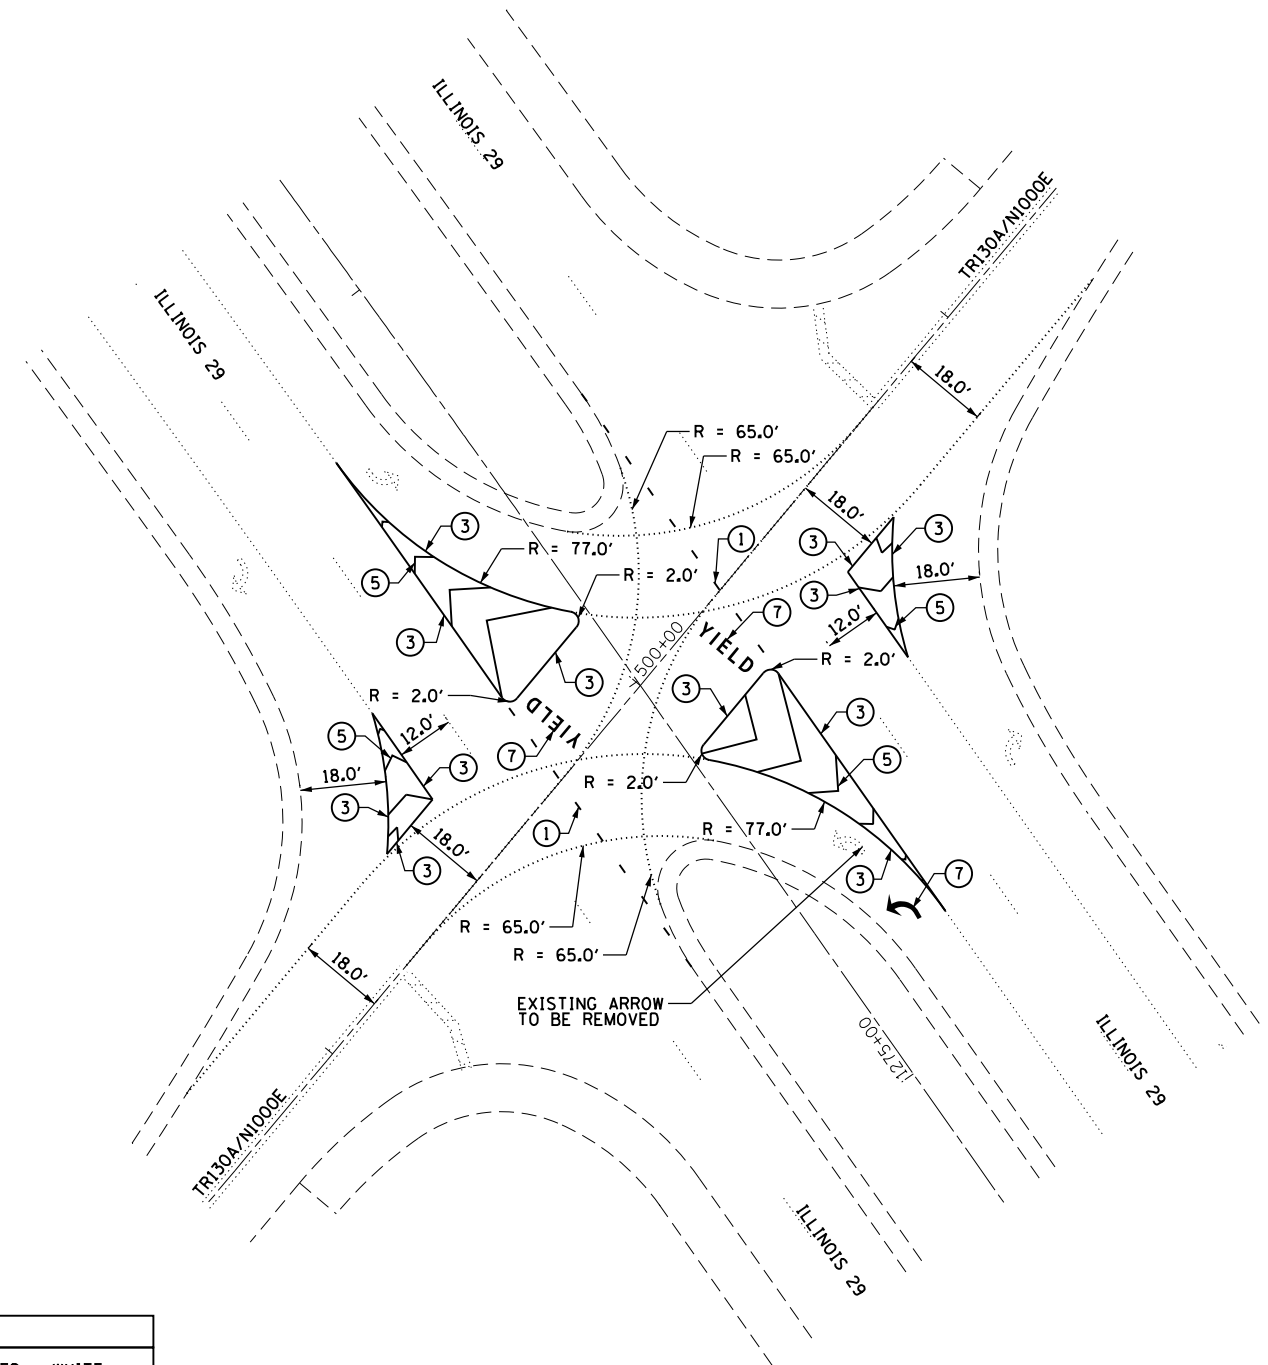 ILLINOIS 29
TR130A/N1000E
ILLINOIS 29
18.0'
R = 65.0'
R = 65.0'
18.0'
3
3
1
3
R = 77.0'
3
R = 2.0'
18.0'
5
3
7
5
12.0'
500+00
YIELD
3
R = 2.0'
3
3
R = 2.0'
YIELD
3
5
12.0'
7
3
5
18.0'
R = 2.0'
3
1
R = 77.0'
18.0'
3
3
7
R = 65.0'
R = 65.0'
18.0'
EXISTING ARROW
TO BE REMOVED
1275+00
ILLINOIS 29
TR130A/N1000E
ILLINOIS 29